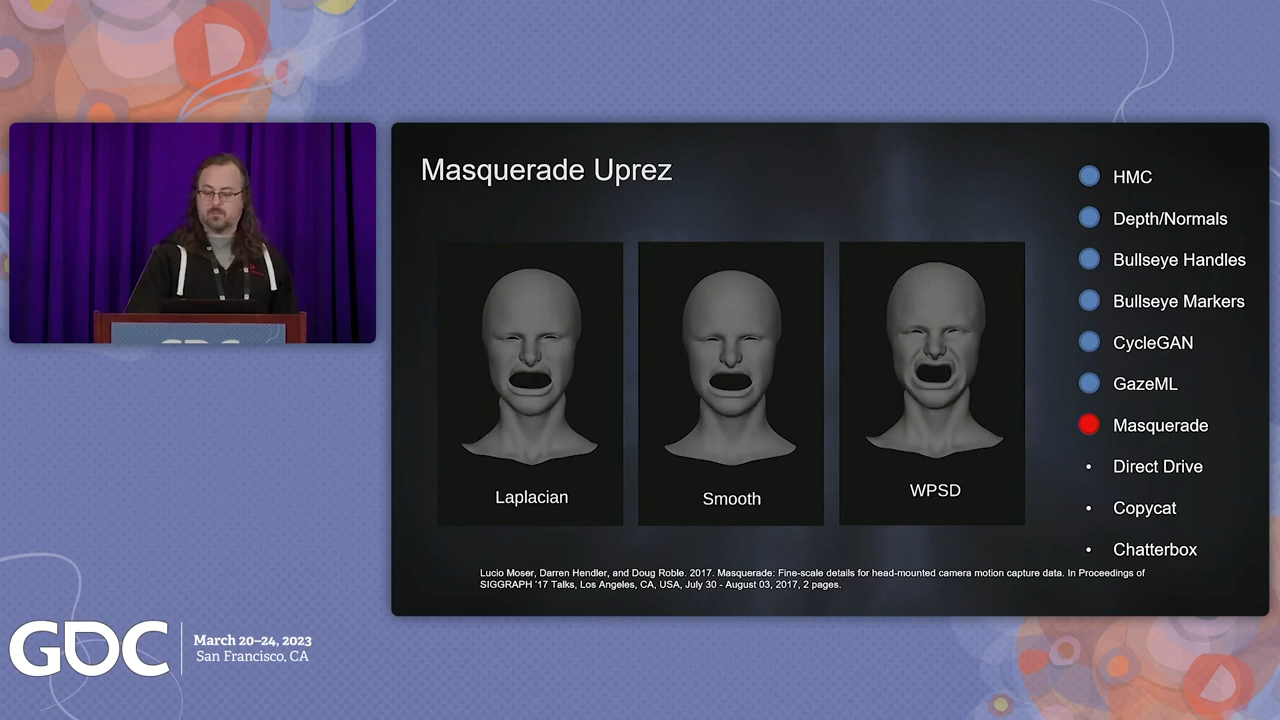 Masquerade Uprez
HMC
Depth/Normals
Bullseye Handles
Bullseye Markers
CycleGAN
GazeML
Masquerade
Direct Drive
Copycat
Chatterbox
Laplacian
Smooth
WPSD
Lucio Moser, Darren Hendler, and Doug Roble. 2017. Masquerade: Fine-scale details for head-mounted camera motion capture data. In Proceedings of
SIGGRAPH '17 Talks, Los Angeles, CA, USA, July 30 - August 03, 2017, 2 pages.
GDC
GDC
March 20–24, 2023
San Francisco, CA